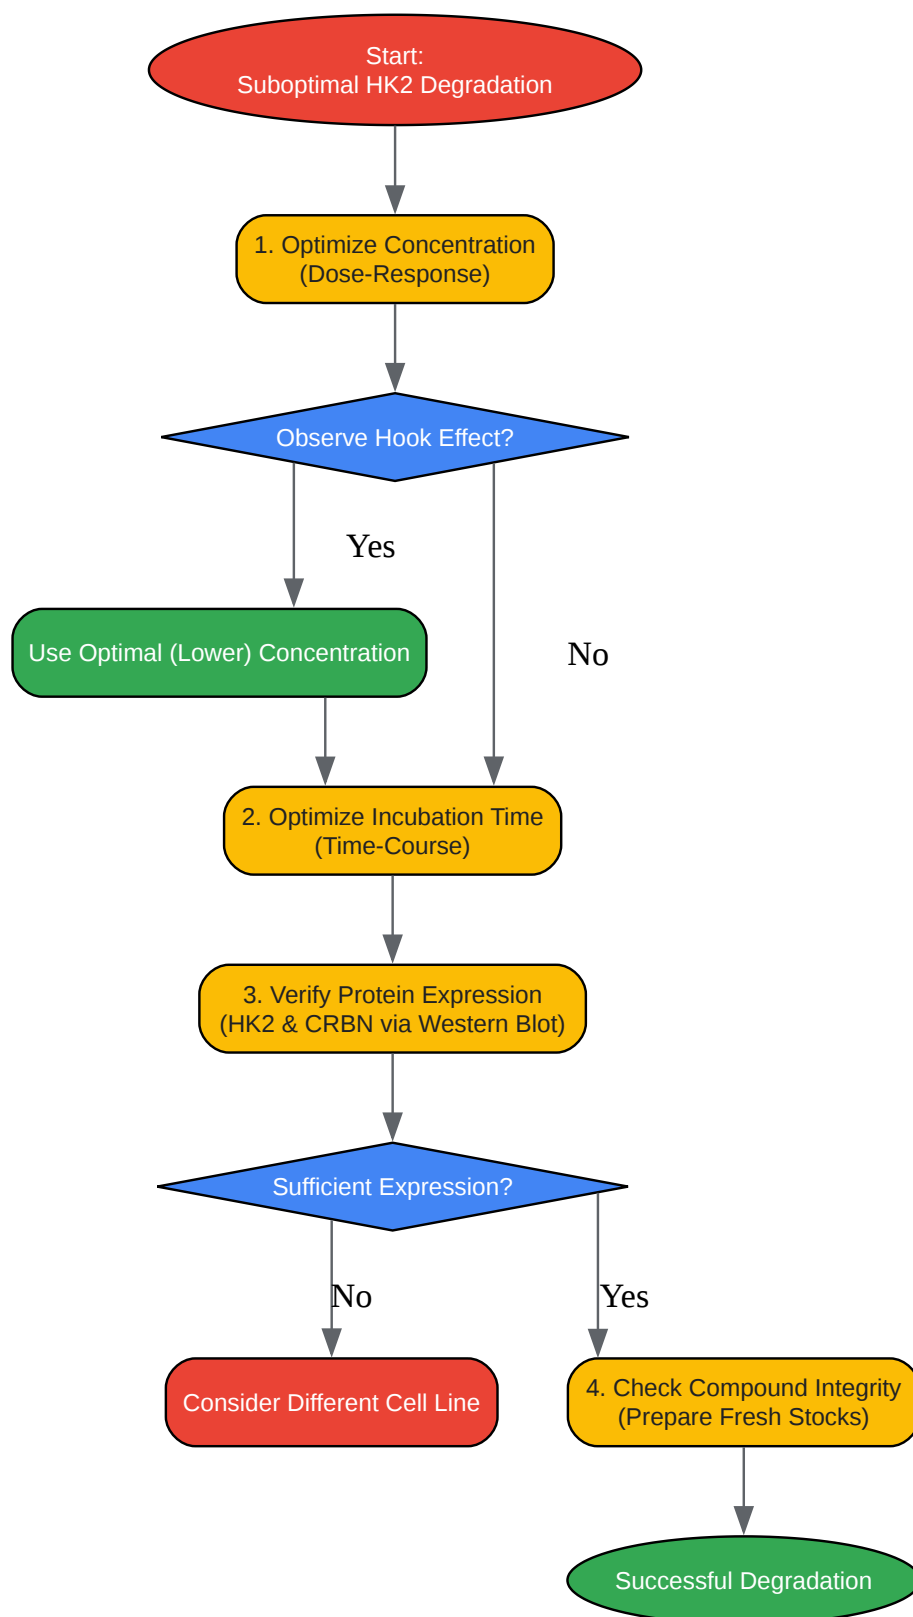 Start:
Suboptimal HK2 Degradation
1. Optimize Concentration
(Dose-Response)
Observe Hook Effect?
Yes
Use Optimal (Lower) Concentration
No
2. Optimize Incubation Time
(Time-Course)
3. Verify Protein Expression
(HK2 & CRBN via Western Blot)
Sufficient Expression?
No
Yes
Consider Different Cell Line
4. Check Compound Integrity
(Prepare Fresh Stocks)
Successful Degradation